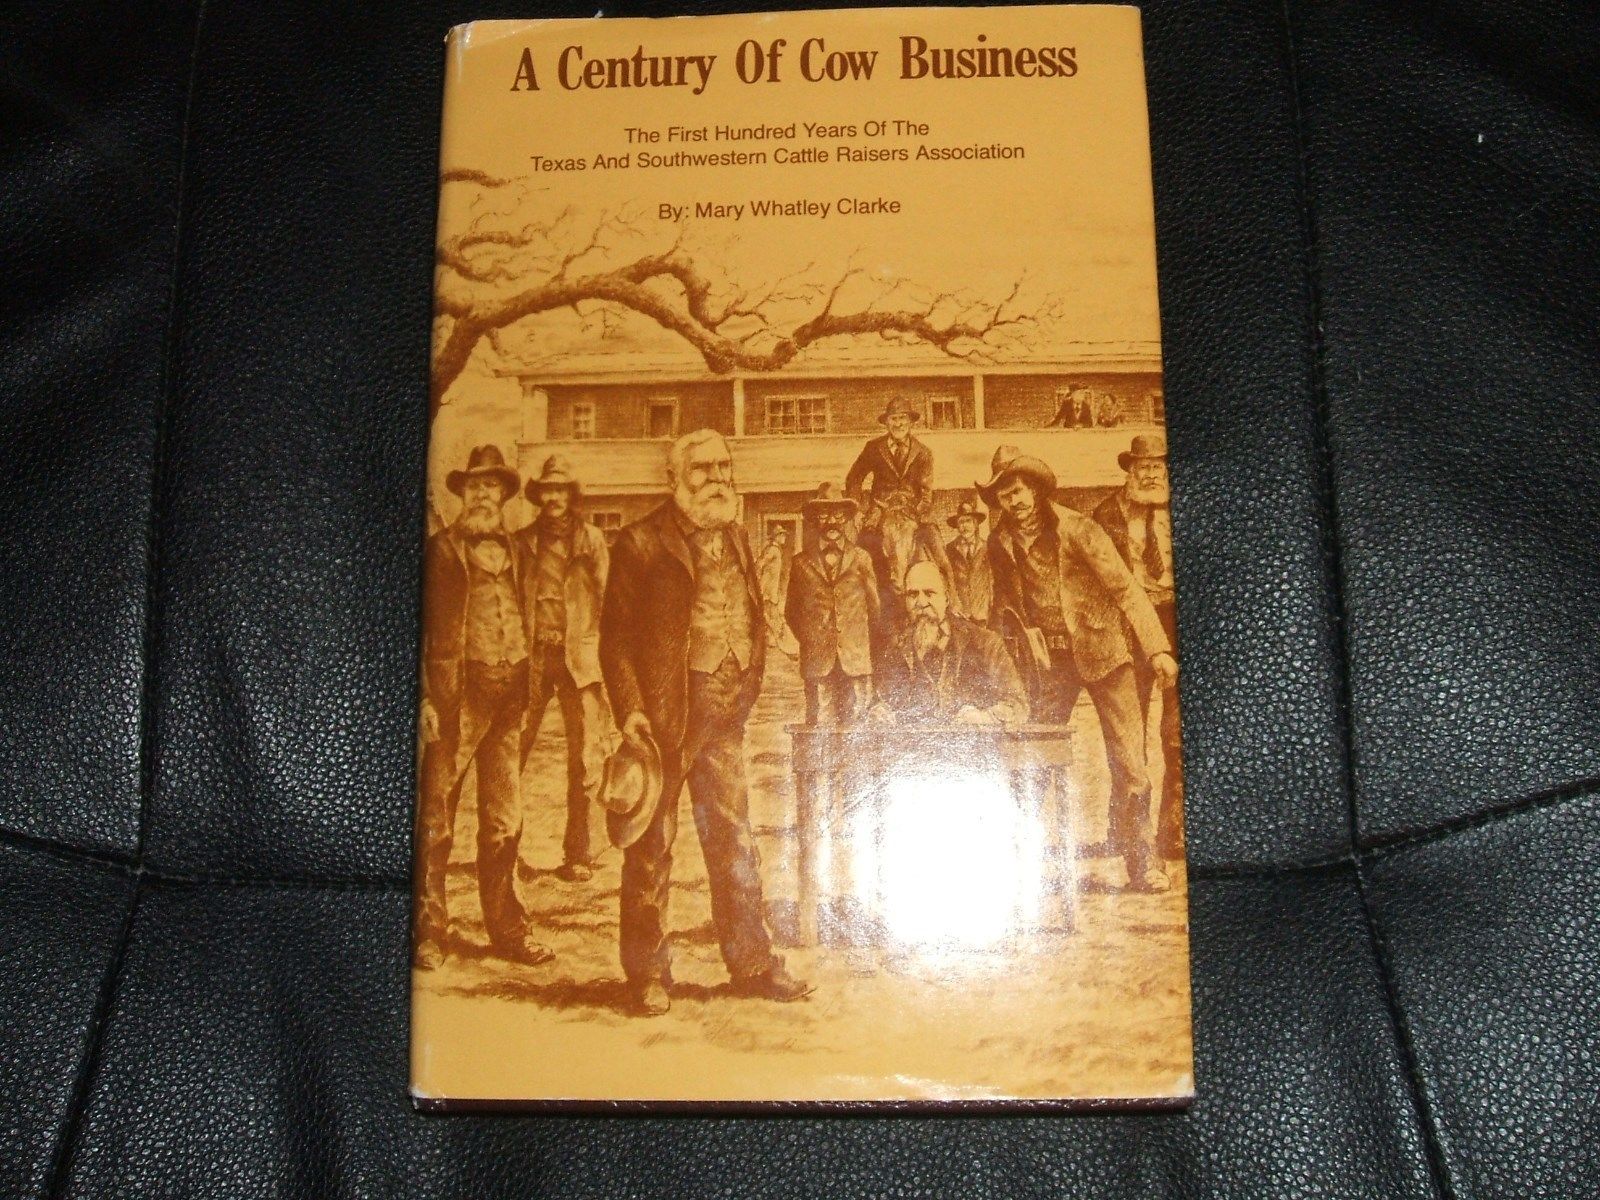 A Century Of Cow Business
The First Hundred Years Of The
Texas And Southwestern Cattle Raisers Association
By: Mary Whatley Clarke